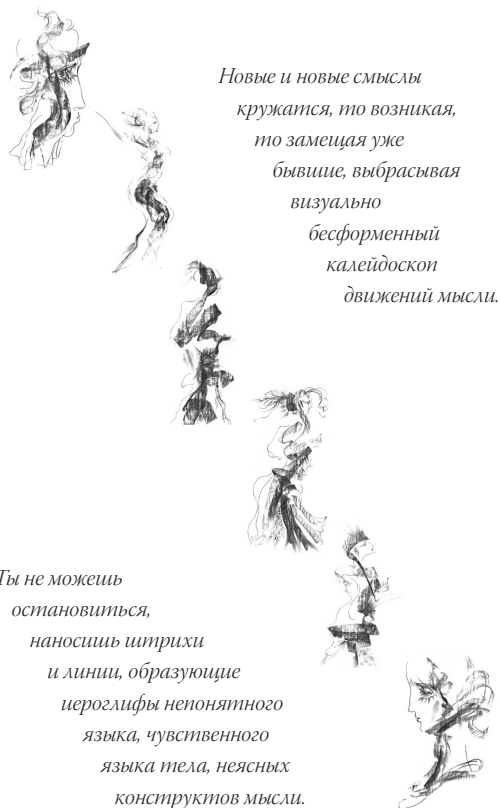 Новые и новые смыслы
кружатся, то возникая,
то замещая уже
бывшие, выбрасывая
визуально
бесформенный
калейдоскоп
движений мысли.
Ты не можешь
остановиться,
наносишь штрихи
и линии, образующие
иероглифы непонятного
языка, чувственного
языка тела, неясных
конструктов мысли.